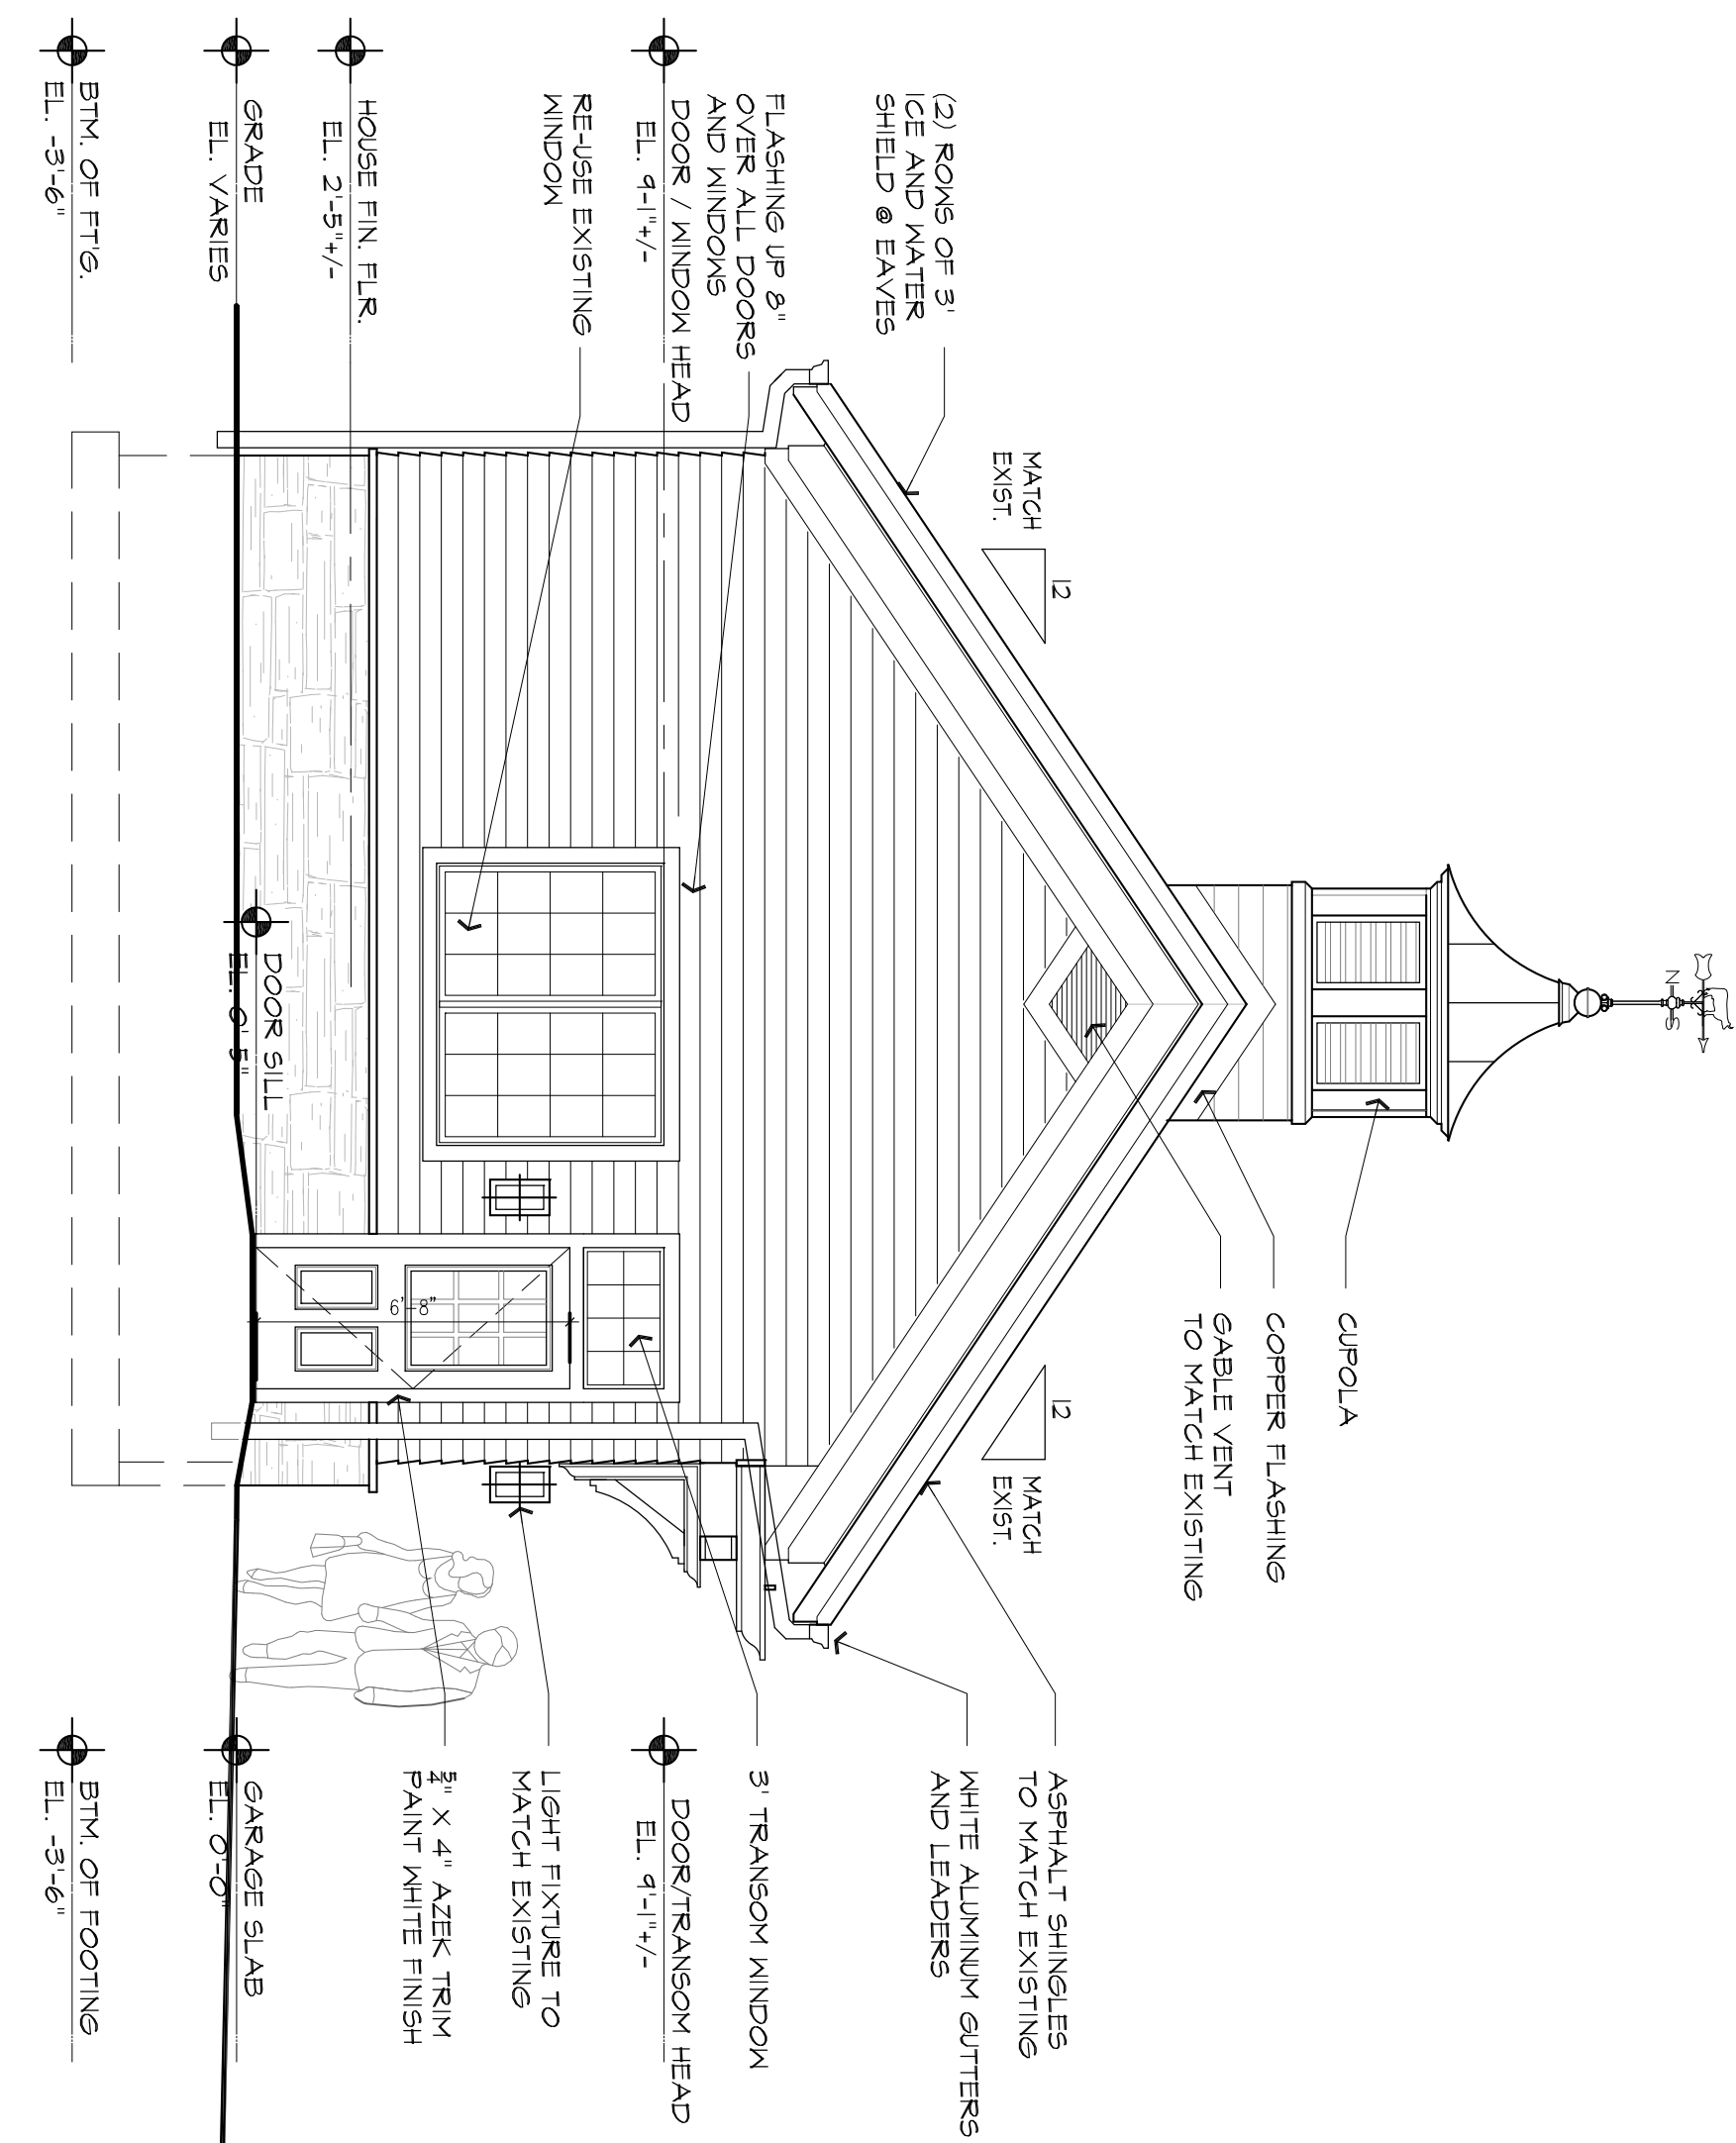 N
S
12
MATCH
EXIST.
12
MATCH
EXIST.
(2) ROWS OF 3'
ICE AND WATER
SHIELD @ EAVES
FLASHING UP 8"
OVER ALL DOORS
AND WINDOWS
DOOR / WINDOW HEAD
EL. 9-1"+/-
RE-USE EXISTING
WINDOW
HOUSE FIN. FLR.
EL. 2'-5"+/-
GRADE
EL. VARIES
BTM. OF FT'G.
EL. -3'-6"
DOOR SILL
EL. 0'-5"
6'-8"
CUPOLA
COPPER FLASHING
GABLE VENT
TO MATCH EXISTING
ASPHALT SHINGLES
TO MATCH EXISTING
WHITE ALUMINUM GUTTERS
AND LEADERS
3' TRANSOM WINDOW
DOOR/TRANSOM HEAD
EL. 9'-1"+/-
LIGHT FIXTURE TO
MATCH EXISTING
5/4" X 4" AZEK TRIM
PAINT WHITE FINISH
GARAGE SLAB
EL. 0'-0"
BTM. OF FOOTING
EL. -3'-6"